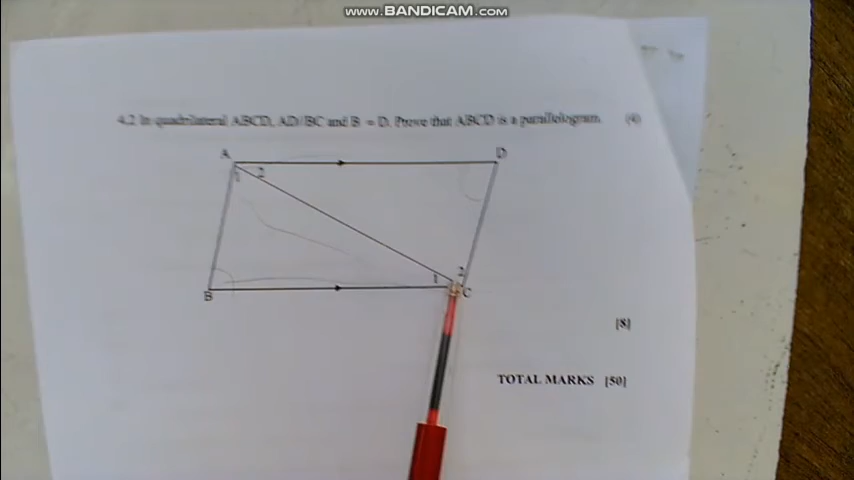 www.BANDICAM.com
4.2 In quadrilateral ABCD, AD//BC and B = D. Prove that ABCD is a parallologram. (4)
A D
1 2
2
1
B C
[8]
TOTAL MARKS [50]